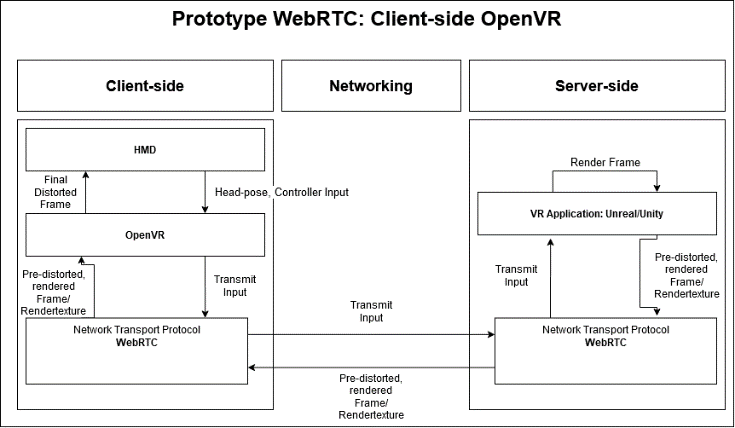 Prototype WebRTC: Client-side OpenVR
Client-side
Networking
Server-side
HMD
Final
Distorted
Frame
Head-pose, Controller Input
OpenVR
Pre-distorted,
rendered
Frame/
Rendertexture
Transmit
Input
Network Transport Protocol
WebRTC
Transmit
Input
Pre-distorted,
rendered
Frame/
Rendertexture
Render Frame
VR Application: Unreal/Unity
Transmit
Input
Pre-distorted,
rendered
Frame/
Rendertexture
Network Transport Protocol
WebRTC